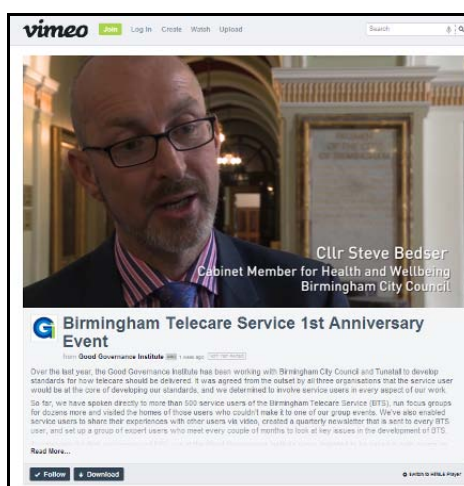 vimeo Join Log In Create Watch Upload Search
Cllr Steve Bedser
Cabinet Member for Health and Wellbeing
Birmingham City Council
Birmingham Telecare Service 1st Anniversary
Event
from Good Governance Institute 1 week ago
Over the last year, the Good Governance Institute has been working with Birmingham City Council and Tunstall to develop
standards for how telecare should be delivered. It was agreed from the outset by all three organisations that the service user
would be at the core of developing our standards, and we determined to involve service users in every aspect of our work.
So far, we have spoken directly to more than 500 service users of the Birmingham Telecare Service (BTS), run focus groups
for dozens more and visited the homes of those users who couldn't make it to one of our group events. We've also enabled
service users to share their experiences with other users via video, created a quarterly newsletter that is sent to every BTS
user, and set up a group of expert users who meet every couple of months to look at key issues in the development of BTS.
Read More...
Follow Download Switch to HTML5 Player